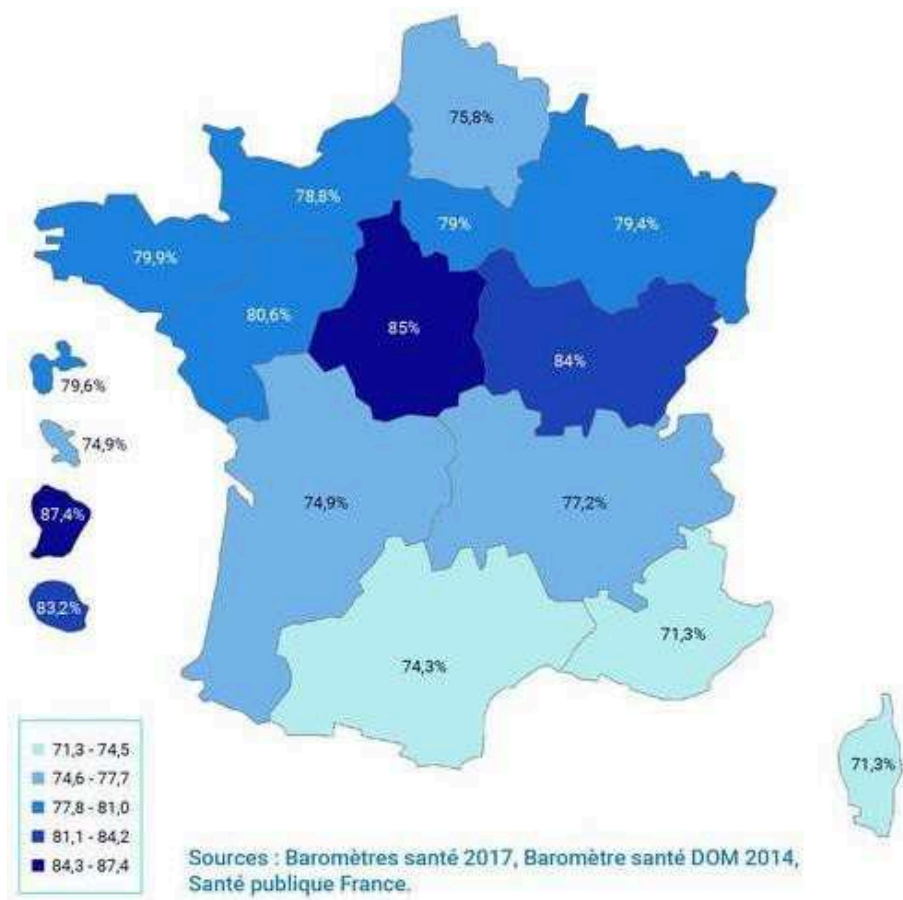 75,8%
78,8%
79%
79,4%
79,9%
80,6%
85%
84%
79,6%
74,9%
74,9%
77,2%
87,4%
83,2%
71,3%
74,3%
71,3%
71,3 - 74,5
74,6 - 77,7
77,8 - 81,0
81,1 - 84,2
84,3 - 87,4
Sources : Baromètres santé 2017, Baromètre santé DOM 2014,
Santé publique France.